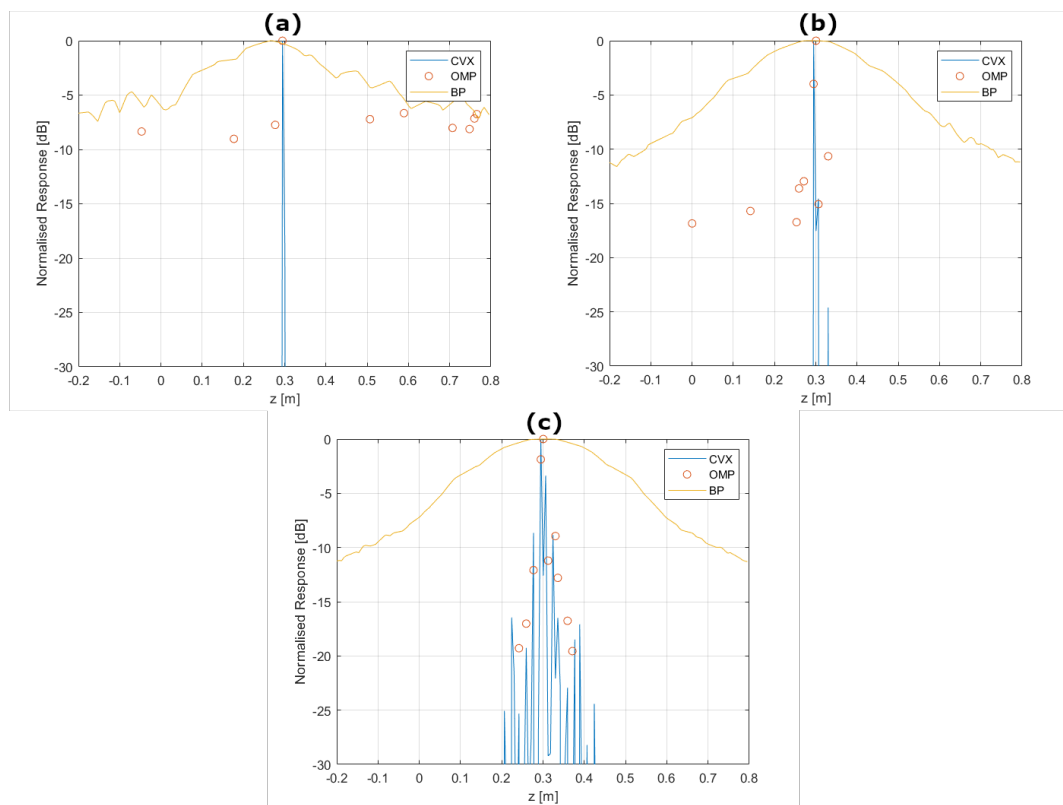 (a)
Normalised Response [dB]
0
-5
-10
-15
-20
-25
-30
-0.2 -0.1 0 0.1 0.2 0.3 0.4 0.5 0.6 0.7 0.8
z [m]
CVX
OMP
BP
(b)
Normalised Response [dB]
0
-5
-10
-15
-20
-25
-30
-0.2 -0.1 0 0.1 0.2 0.3 0.4 0.5 0.6 0.7 0.8
z [m]
CVX
OMP
BP
(c)
Normalised Response [dB]
0
-5
-10
-15
-20
-25
-30
-0.2 -0.1 0 0.1 0.2 0.3 0.4 0.5 0.6 0.7 0.8
z [m]
CVX
OMP
BP